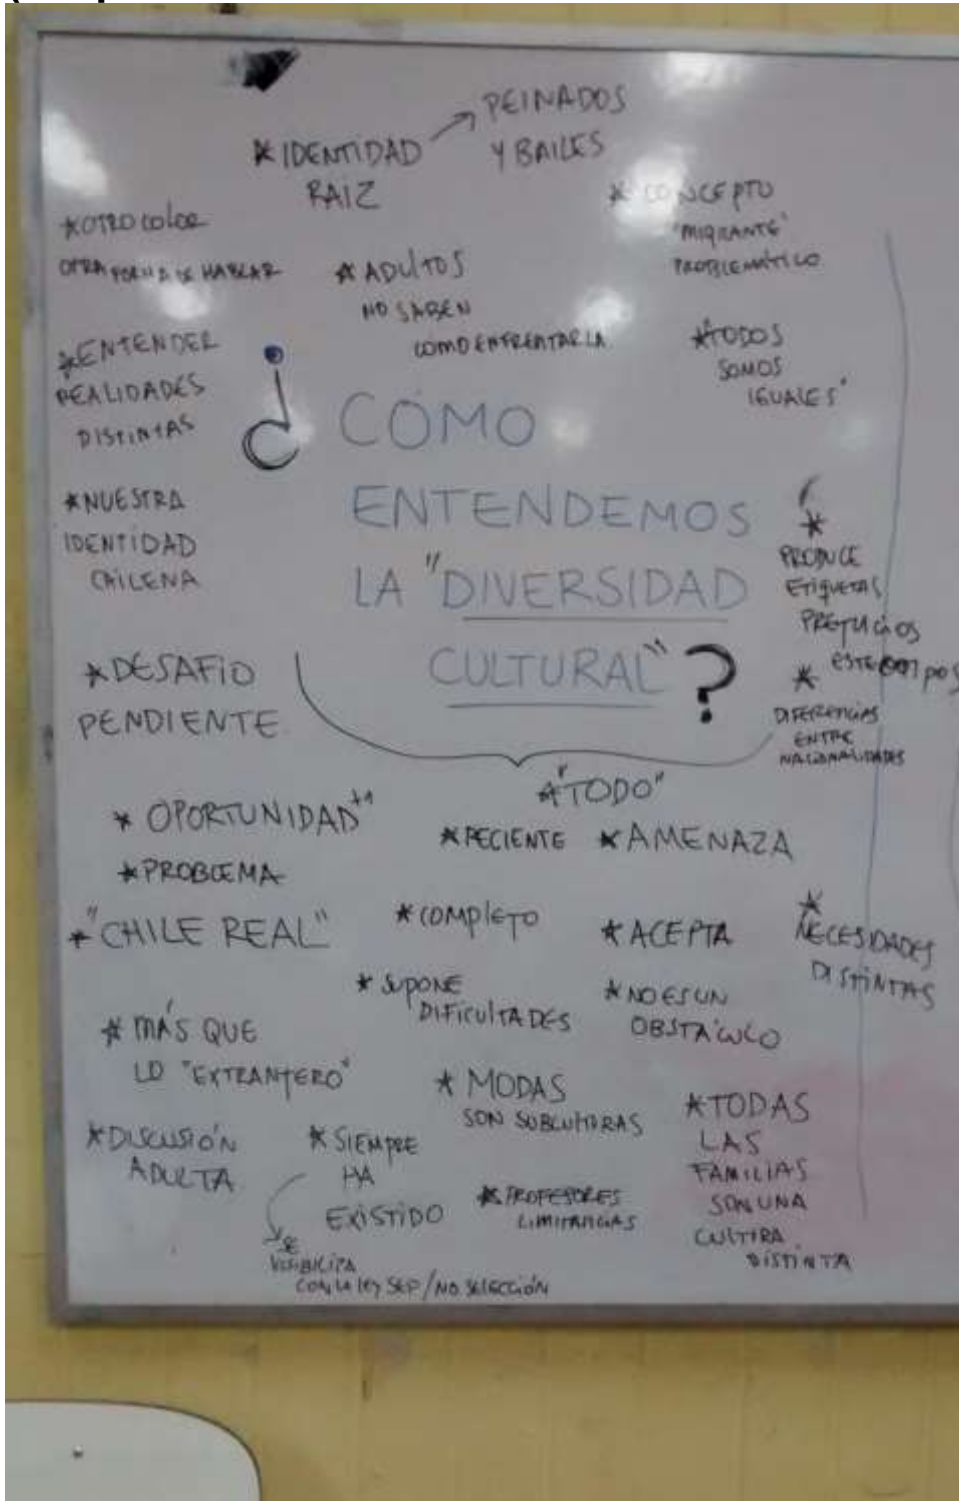 PEINADOS
Y BAILES
* IDENTIDAD
RAIZ
* CONCEPTO
"MIGRANTE"
PROBLEMÁTICO
* OTRO COLOR
OTRA FORMA DE HABLAR
* ADULTOS
NO SABEN
COMO ENFRENTARLA
* "TODOS
SOMOS
IGUALES"
* ENTENDER
REALIDADES
DISTINTAS
* NUESTRA
IDENTIDAD
CHILENA
¿CÓMO
ENTENDEMOS
LA "DIVERSIDAD
CULTURAL"?
*
PRODUCE
ETIQUETAS
PREJUICIOS
*
DIFERENCIAS
ENTRE
NACIONALIDADES
* DESAFIO
PENDIENTE
* "TODO"
* OPORTUNIDAD
* PROBLEMA
* RECIENTE
* AMENAZA
* "CHILE REAL"
* COMPLETO
* ACEPTA
*
NECESIDADES
DISTINTAS
* SUPONE
DIFICULTADES
* NO ES UN
OBSTÁCULO
* MÁS QUE
LO "EXTRANJERO"
* MODAS
SON SUBCULTURAS
* TODAS
LAS
FAMILIAS
SON UNA
CULTURA
DISTINTA
* DISCUSIÓN
ADULTA
* SIEMPRE
HA
EXISTIDO
SE
VISIBILIZA
CON LA LEY SEP/NO SELECCIÓN
* PROFESORES
LIMITANCIAS